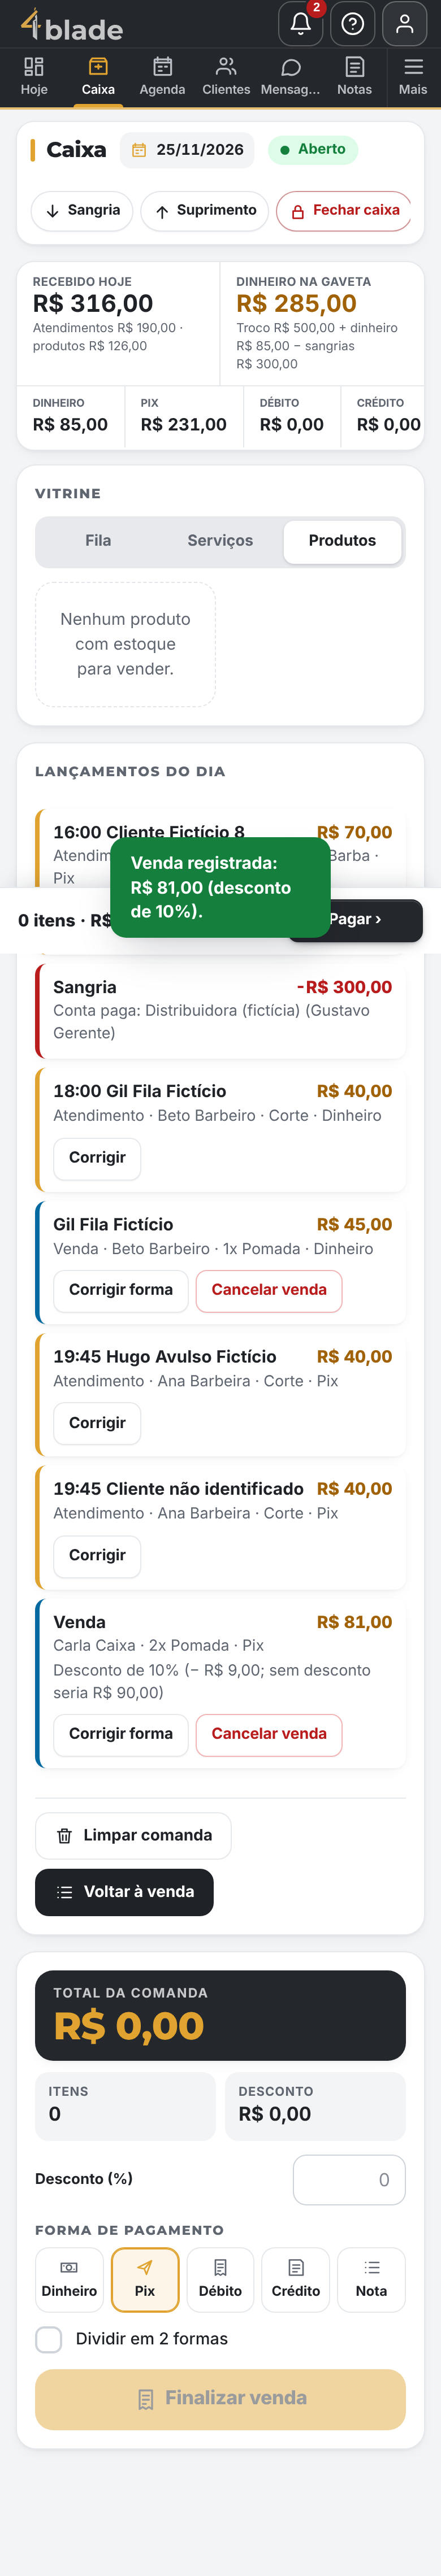 4blade
2
Hoje
Caixa
Agenda
Clientes
Mensag...
Notas
Mais
Caixa
25/11/2026
Aberto
Sangria
Suprimento
Fechar caixa
RECEBIDO HOJE
R$ 316,00
Atendimentos R$ 190,00 ·
produtos R$ 126,00
DINHEIRO NA GAVETA
R$ 285,00
Troco R$ 500,00 + dinheiro
R$ 85,00 − sangrias
R$ 300,00
DINHEIRO
R$ 85,00
PIX
R$ 231,00
DÉBITO
R$ 0,00
CRÉDITO
R$ 0,00
VITRINE
Fila
Serviços
Produtos
Nenhum produto
com estoque
para vender.
LANÇAMENTOS DO DIA
16:00 Cliente Fictício 8
R$ 70,00
Atendim
Barba ·
Pix
Venda registrada:
R$ 81,00 (desconto
de 10%).
0 itens · R$
Pagar ›
Sangria
-R$ 300,00
Conta paga: Distribuidora (fictícia) (Gustavo
Gerente)
18:00 Gil Fila Fictício
R$ 40,00
Atendimento · Beto Barbeiro · Corte · Dinheiro
Corrigir
Gil Fila Fictício
R$ 45,00
Venda · Beto Barbeiro · 1x Pomada · Dinheiro
Corrigir forma
Cancelar venda
19:45 Hugo Avulso Fictício
R$ 40,00
Atendimento · Ana Barbeira · Corte · Pix
Corrigir
19:45 Cliente não identificado
R$ 40,00
Atendimento · Ana Barbeira · Corte · Pix
Corrigir
Venda
R$ 81,00
Carla Caixa · 2x Pomada · Pix
Desconto de 10% (− R$ 9,00; sem desconto
seria R$ 90,00)
Corrigir forma
Cancelar venda
Limpar comanda
Voltar à venda
TOTAL DA COMANDA
R$ 0,00
ITENS
0
DESCONTO
R$ 0,00
Desconto (%)
0
FORMA DE PAGAMENTO
Dinheiro
Pix
Débito
Crédito
Nota
Dividir em 2 formas
Finalizar venda